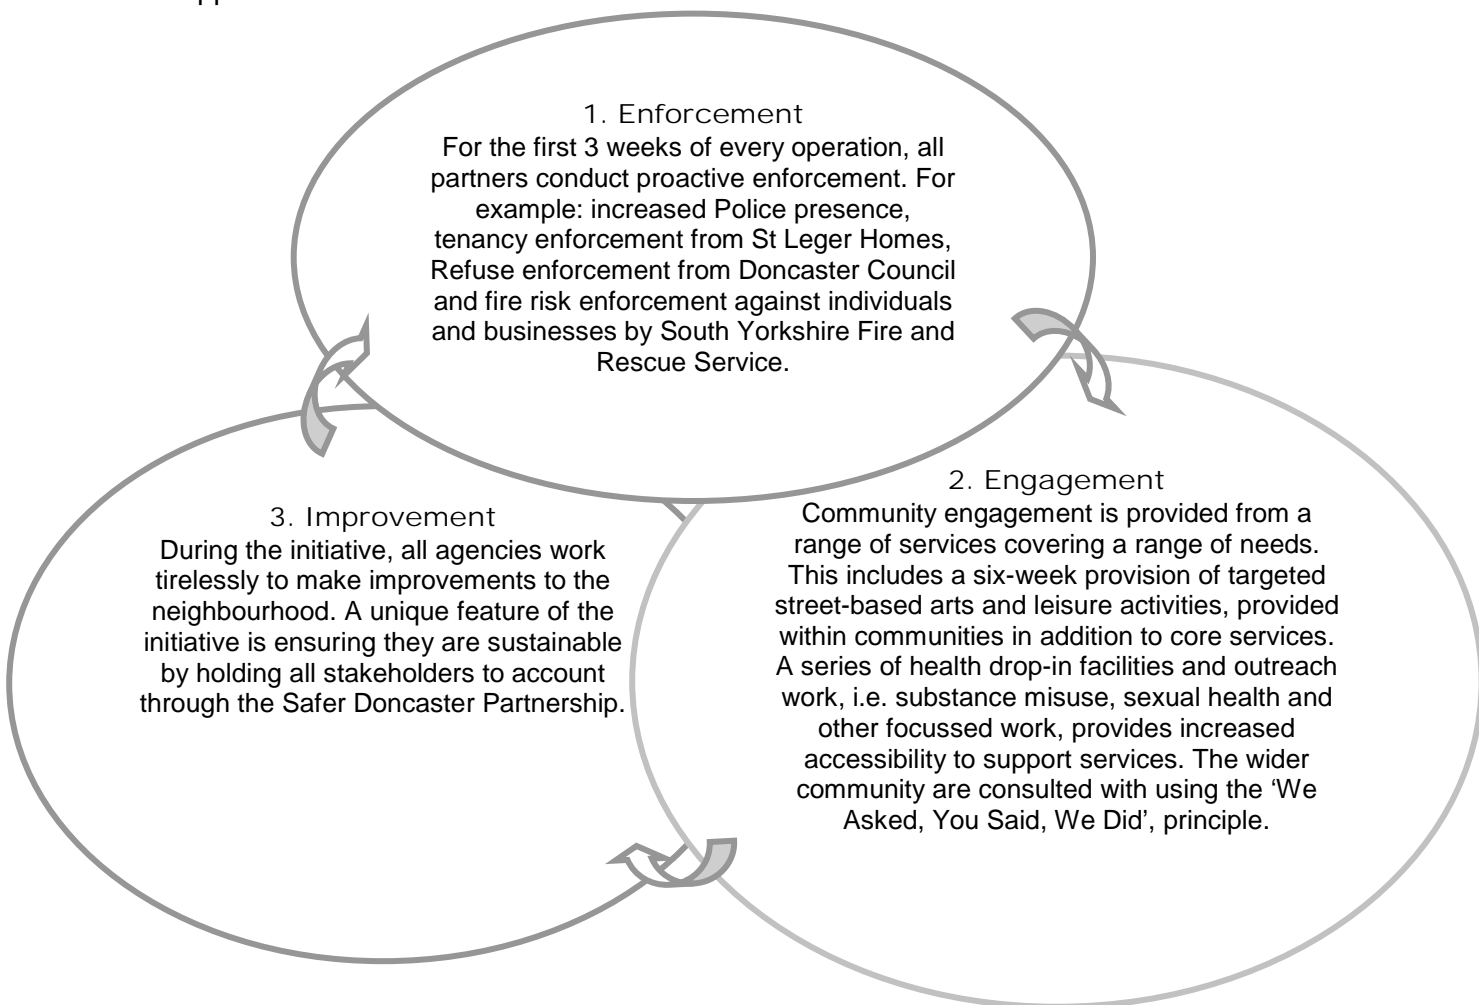 1. Enforcement
For the first 3 weeks of every operation, all
partners conduct proactive enforcement. For
example: increased Police presence,
tenancy enforcement from St Leger Homes,
Refuse enforcement from Doncaster Council
and fire risk enforcement against individuals
and businesses by South Yorkshire Fire and
Rescue Service.
2. Engagement
Community engagement is provided from a
range of services covering a range of needs.
This includes a six-week provision of targeted
street-based arts and leisure activities, provided
within communities in addition to core services.
A series of health drop-in facilities and outreach
work, i.e. substance misuse, sexual health and
other focussed work, provides increased
accessibility to support services. The wider
community are consulted with using the ‘We
Asked, You Said, We Did’, principle.
3. Improvement
During the initiative, all agencies work
tirelessly to make improvements to the
neighbourhood. A unique feature of the
initiative is ensuring they are sustainable
by holding all stakeholders to account
through the Safer Doncaster Partnership.